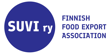 SUVI ry
FINNISH
FOOD EXPORT
ASSOCIATION